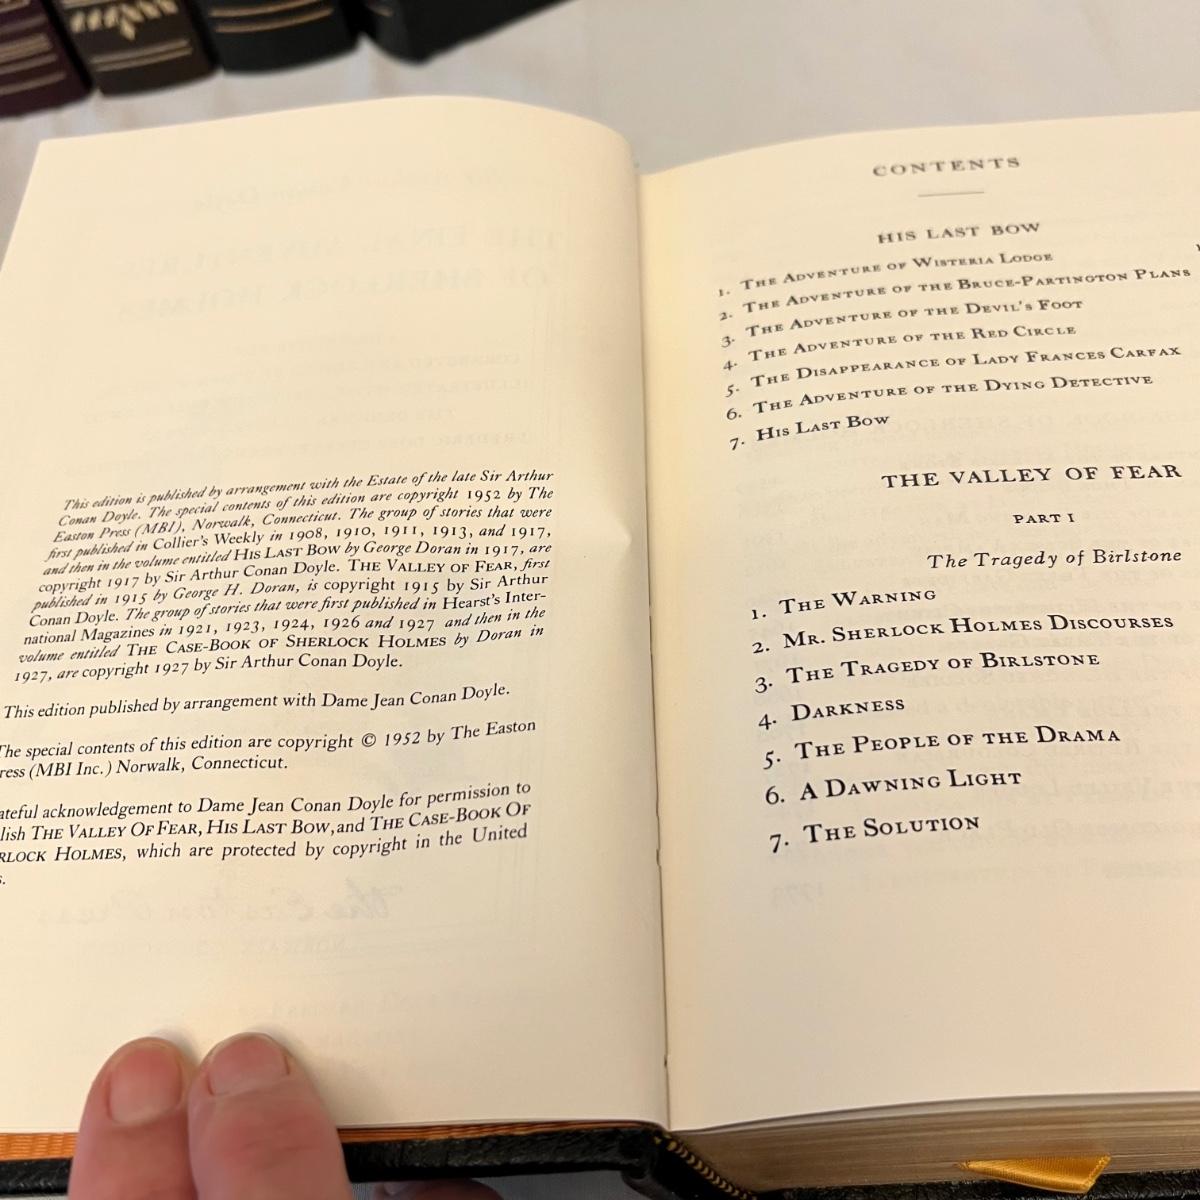 This edition is published by arrangement with the Estate of the late Sir Arthur
Conan Doyle. The special contents of this edition are copyright 1952 by The
Easton Press (MBI), Norwalk, Connecticut. The group of stories that were
first published in Collier's Weekly in 1908, 1910, 1911, 1913, and 1917,
and then in the volume entitled HIS LAST BOW by George Doran in 1917, are
copyright 1917 by Sir Arthur Conan Doyle. THE VALLEY OF FEAR, first
published in 1915 by George H. Doran, is copyright 1915 by Sir Arthur
Conan Doyle. The group of stories that were first published in Hearst's Inter-
national Magazines in 1921, 1923, 1924, 1926 and 1927 and then in the
volume entitled THE CASE-BOOK OF SHERLOCK HOLMES by Doran in
1927, are copyright 1927 by Sir Arthur Conan Doyle.
This edition published by arrangement with Dame Jean Conan Doyle.
The special contents of this edition are copyright © 1952 by The Easton
ress (MBI Inc.) Norwalk, Connecticut.
ateful acknowledgement to Dame Jean Conan Doyle for permission to
lish THE VALLEY OF FEAR, HIS LAST BOW, and THE CASE-BOOK OF
RLOCK HOLMES, which are protected by copyright in the United
s.
CONTENTS
HIS LAST BOW
1. THE ADVENTURE OF WISTERIA LODGE
2. THE ADVENTURE OF THE BRUCE-PARTINGTON PLANS
3. THE ADVENTURE OF THE DEVIL'S FOOT
4. THE ADVENTURE OF THE RED CIRCLE
5. THE DISAPPEARANCE OF LADY FRANCES CARFAX
6. THE ADVENTURE OF THE DYING DETECTIVE
7. HIS LAST BOW
THE VALLEY OF FEAR
PART I
The Tragedy of Birlstone
1. THE WARNING
2. MR. SHERLOCK HOLMES DISCOURSES
3. THE TRAGEDY OF BIRLSTONE
4. DARKNESS
5. THE PEOPLE OF THE DRAMA
6. A DAWNING LIGHT
7. THE SOLUTION